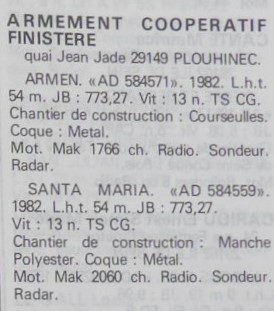 ARMEMENT COOPERATIF
FINISTERE
quai Jean Jade 29149 PLOUHINEC.
ARMEN. «AD 584571». 1982. L.h.t.
54 m. JB : 773,27. Vit : 13 n. TS CG.
Chantier de construction : Courseulles.
Coque : Metal.
Mot. Mak 1766 ch. Radio. Sondeur.
Radar.
SANTA MARIA. «AD 584559».
1982. L.h.t. 54 m. JB : 773,27.
Vit : 13 n. TS CG.
Chantier de construction : Manche
Polyester. Coque : Métal.
Mot. Mak 2060 ch. Radio. Sondeur.
Radar.